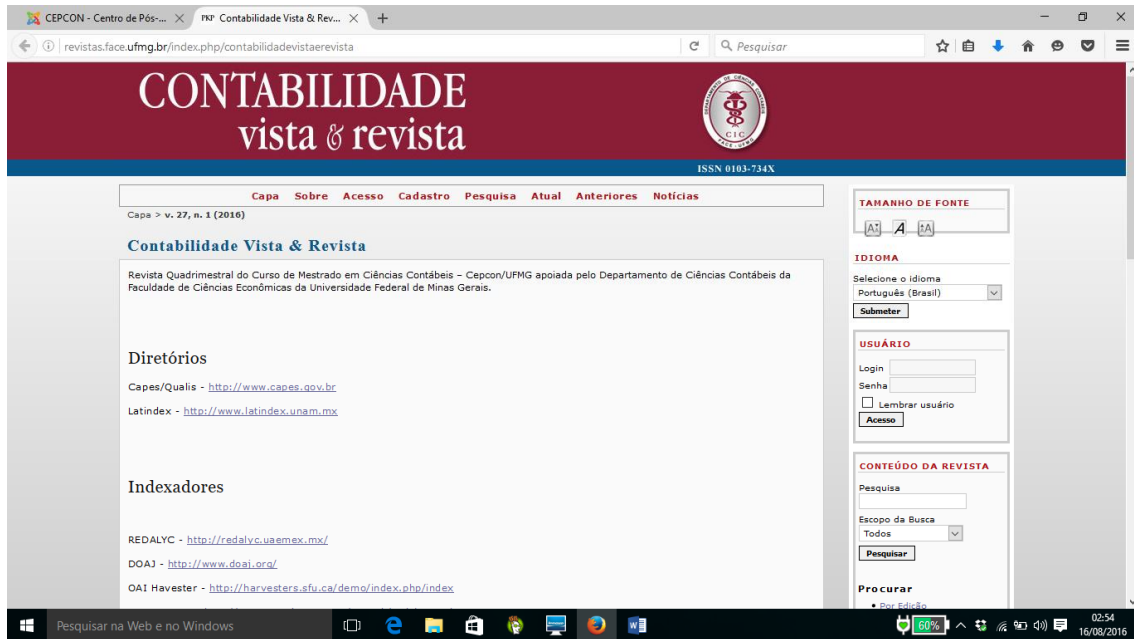 CEPCON - Centro de Pós-...
PKP Contabilidade Vista & Rev...
revistas.face.ufmg.br/index.php/contabilidadevistaerevista
Pesquisar
CONTABILIDADE
vista & revista
DEPARTAMENTO DE CIÊNCIAS CONTÁBEIS
CIC
FACE - UFMG
ISSN 0103-734X
Capa Sobre Acesso Cadastro Pesquisa Atual Anteriores Notícias
Capa > v. 27, n. 1 (2016)
Contabilidade Vista & Revista
Revista Quadrimestral do Curso de Mestrado em Ciências Contábeis – Cepcon/UFMG apoiada pelo Departamento de Ciências Contábeis da
Faculdade de Ciências Econômicas da Universidade Federal de Minas Gerais.
Diretórios
Capes/Qualis - http://www.capes.gov.br
Latindex - http://www.latindex.unam.mx
Indexadores
REDALYC - http://redalyc.uaemex.mx/
DOAJ - http://www.doaj.org/
OAI Havester - http://harvesters.sfu.ca/demo/index.php/index
TAMANHO DE FONTE
IDIOMA
Selecione o idioma
Português (Brasil)
Submeter
USUÁRIO
Login
Senha
Lembrar usuário
Acesso
CONTEÚDO DA REVISTA
Pesquisa
Escopo da Busca
Todos
Pesquisar
Procurar
Por Edição
Pesquisar na Web e no Windows
60%
02:54
16/08/2016